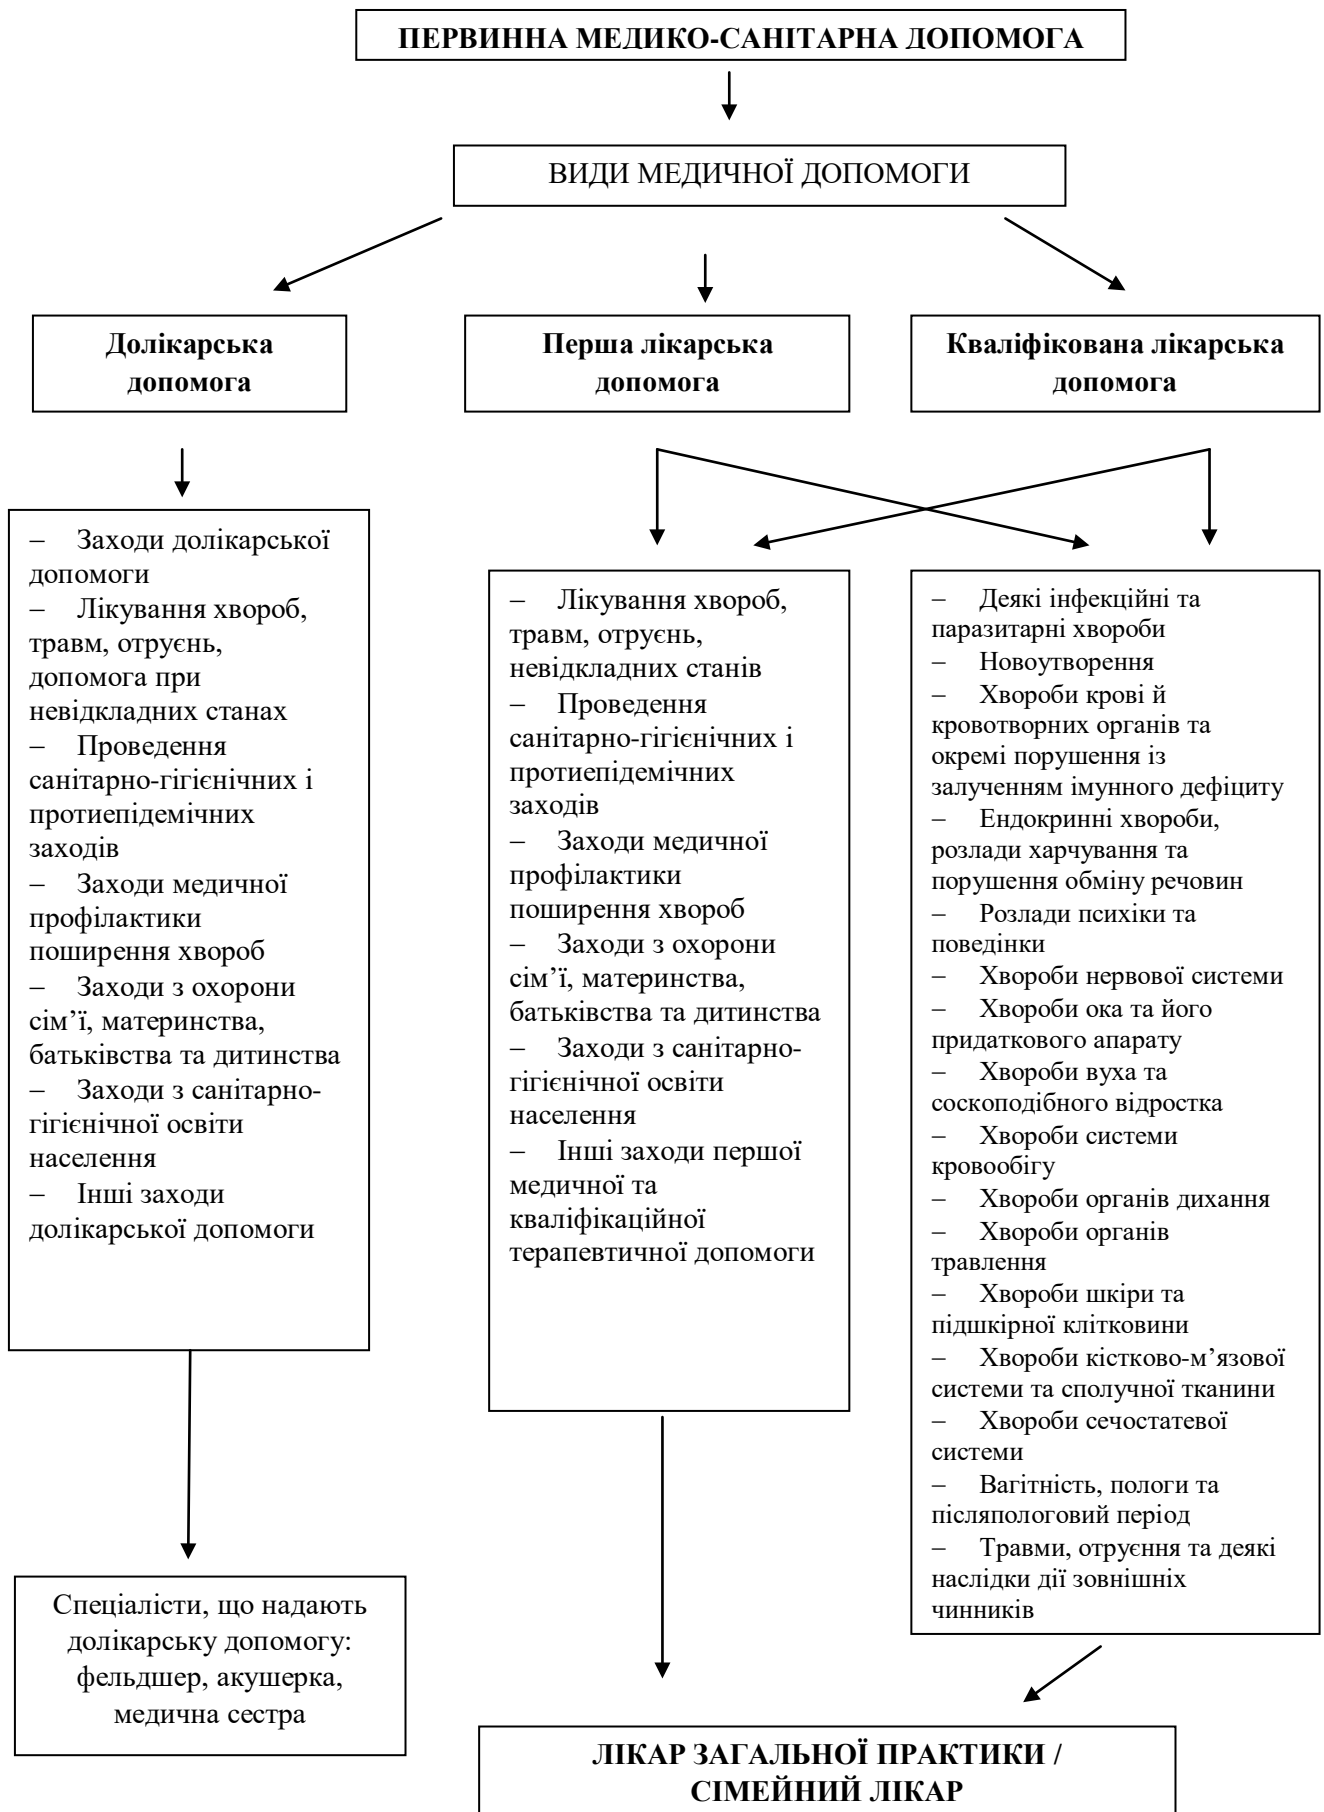 ПЕРВИННА МЕДИКО-САНІТАРНА ДОПОМОГА
ВИДИ МЕДИЧНОЇ ДОПОМОГИ
Долікарська
допомога
Перша лікарська
допомога
Кваліфікована лікарська
допомога
– Заходи долікарської
допомоги
– Лікування хвороб,
травм, отруєнь,
допомога при
невідкладних станах
– Проведення
санітарно-гігієнічних і
протиепідемічних
заходів
– Заходи медичної
профілактики
поширення хвороб
– Заходи з охорони
сім’ї, материнства,
батьківства та дитинства
– Заходи з санітарно-
гігієнічної освіти
населення
– Інші заходи
долікарської допомоги
– Лікування хвороб,
травм, отруєнь,
невідкладних станів
– Проведення
санітарно-гігієнічних і
протиепідемічних
заходів
– Заходи медичної
профілактики
поширення хвороб
– Заходи з охорони
сім’ї, материнства,
батьківства та дитинства
– Заходи з санітарно-
гігієнічної освіти
населення
– Інші заходи першої
медичної та
кваліфікаційної
терапевтичної допомоги
– Деякі інфекційні та
паразитарні хвороби
– Новоутворення
– Хвороби крові й
кровотворних органів та
окремі порушення із
залученням імунного дефіциту
– Ендокринні хвороби,
розлади харчування та
порушення обміну речовин
– Розлади психіки та
поведінки
– Хвороби нервової системи
– Хвороби ока та його
придаткового апарату
– Хвороби вуха та
соскоподібного відростка
– Хвороби системи
кровообігу
– Хвороби органів дихання
– Хвороби органів
травлення
– Хвороби шкіри та
підшкірної клітковини
– Хвороби кістково-м’язової
системи та сполучної тканини
– Хвороби сечостатевої
системи
– Вагітність, пологи та
післяпологовий період
– Травми, отруєння та деякі
наслідки дії зовнішніх
чинників
Спеціалісти, що надають
долікарську допомогу:
фельдшер, акушерка,
медична сестра
ЛІКАР ЗАГАЛЬНОЇ ПРАКТИКИ /
СІМЕЙНИЙ ЛІКАР